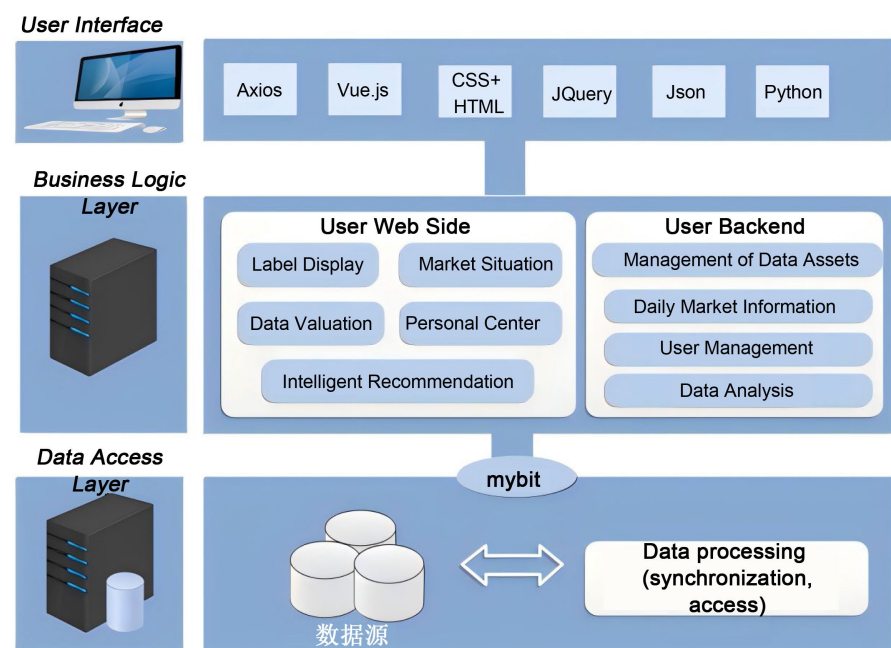 User Interface
Axios
Vue.js
CSS+
HTML
JQuery
Json
Python
Business Logic
Layer
User Web Side
Label Display
Market Situation
Data Valuation
Personal Center
Intelligent Recommendation
User Backend
Management of Data Assets
Daily Market Information
User Management
Data Analysis
Data Access
Layer
mybit
数据源
Data processing
(synchronization,
access)